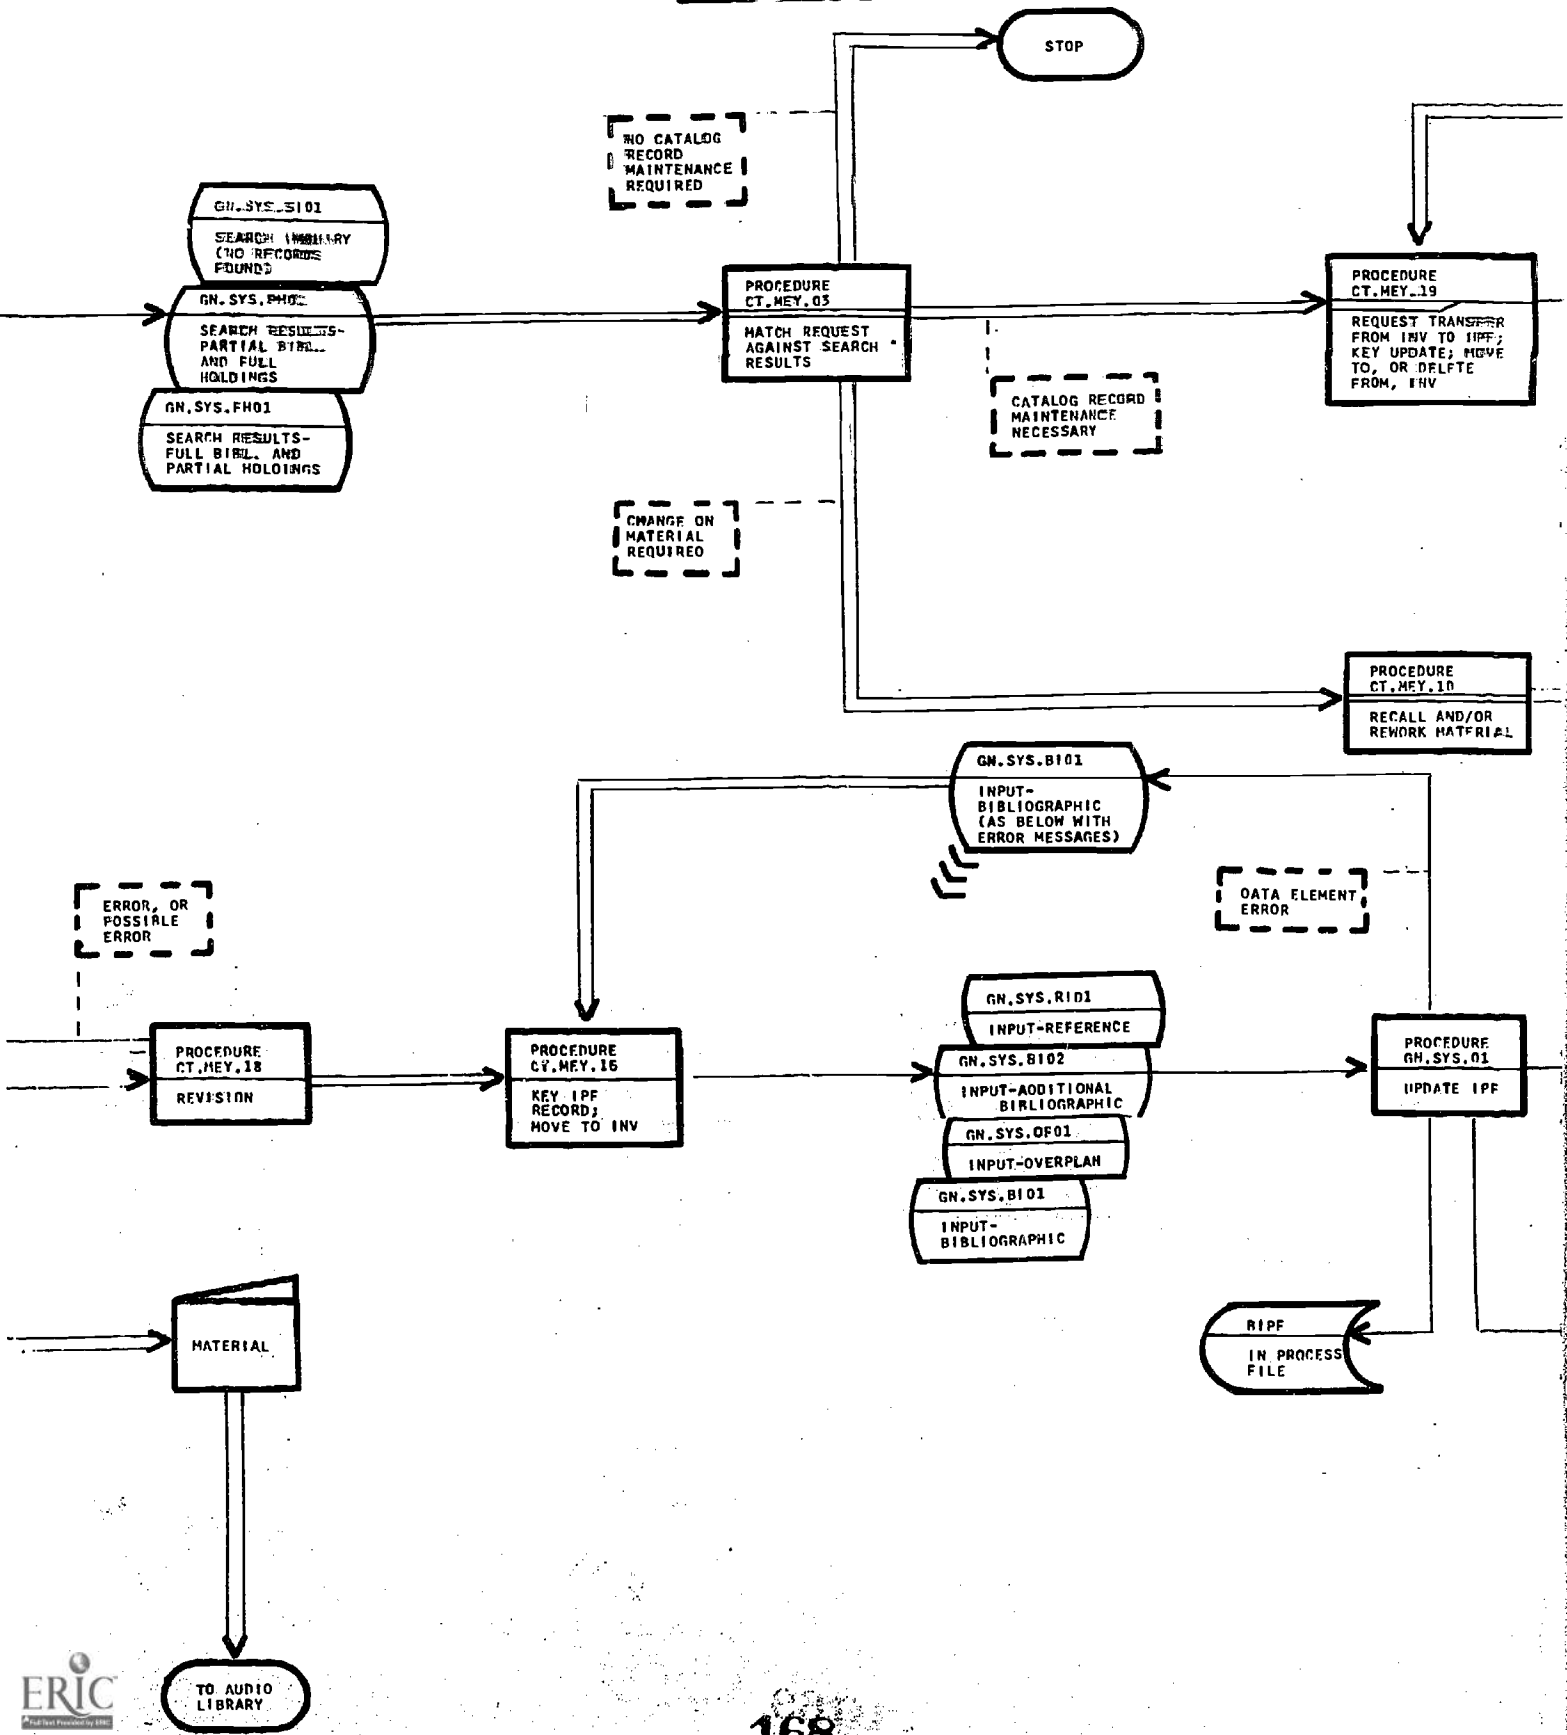 STOP
NO CATALOG
RECORD
MAINTENANCE
REQUIRED
SEARCH
(NO RECORDS
FOUND)
SEARCH RESULTS-
PARTIAL BIBL.
AND FULL
HOLDINGS
GN.SYS.FH01
SEARCH RESULTS-
FULL BIBL. AND
PARTIAL HOLDINGS
PROCEDURE
CT.MEY.03
MATCH REQUEST
AGAINST SEARCH
RESULTS
CATALOG RECORD
MAINTENANCE
NECESSARY
PROCEDURE
CT.MEY.19
REQUEST TRANSFER
FROM INV TO IPF;
KEY UPDATE; MOVE
TO, OR DELETE
FROM, INV
CHANGE ON
MATERIAL
REQUIRED
PROCEDURE
CT.MEY.10
RECALL AND/OR
REWORK MATERIAL
GN.SYS.BI01
INPUT-
BIBLIOGRAPHIC
(AS BELOW WITH
ERROR MESSAGES)
DATA ELEMENT
ERROR
ERROR, OR
POSSIBLE
ERROR
PROCEDURE
CT.MEY.18
REVISION
PROCEDURE
CT.MEY.16
KEY IPF
RECORD;
MOVE TO INV
GN.SYS.RI01
INPUT-REFERENCE
GN.SYS.BI02
INPUT-ADDITIONAL
BIBLIOGRAPHIC
GN.SYS.OF01
INPUT-OVERPLAN
GN.SYS.BI01
INPUT-
BIBLIOGRAPHIC
PROCEDURE
GN.SYS.01
UPDATE IPF
MATERIAL
BIPF
IN PROCESS
FILE
TO AUDIO
LIBRARY
ERIC
Full Text Provided by ERIC
168